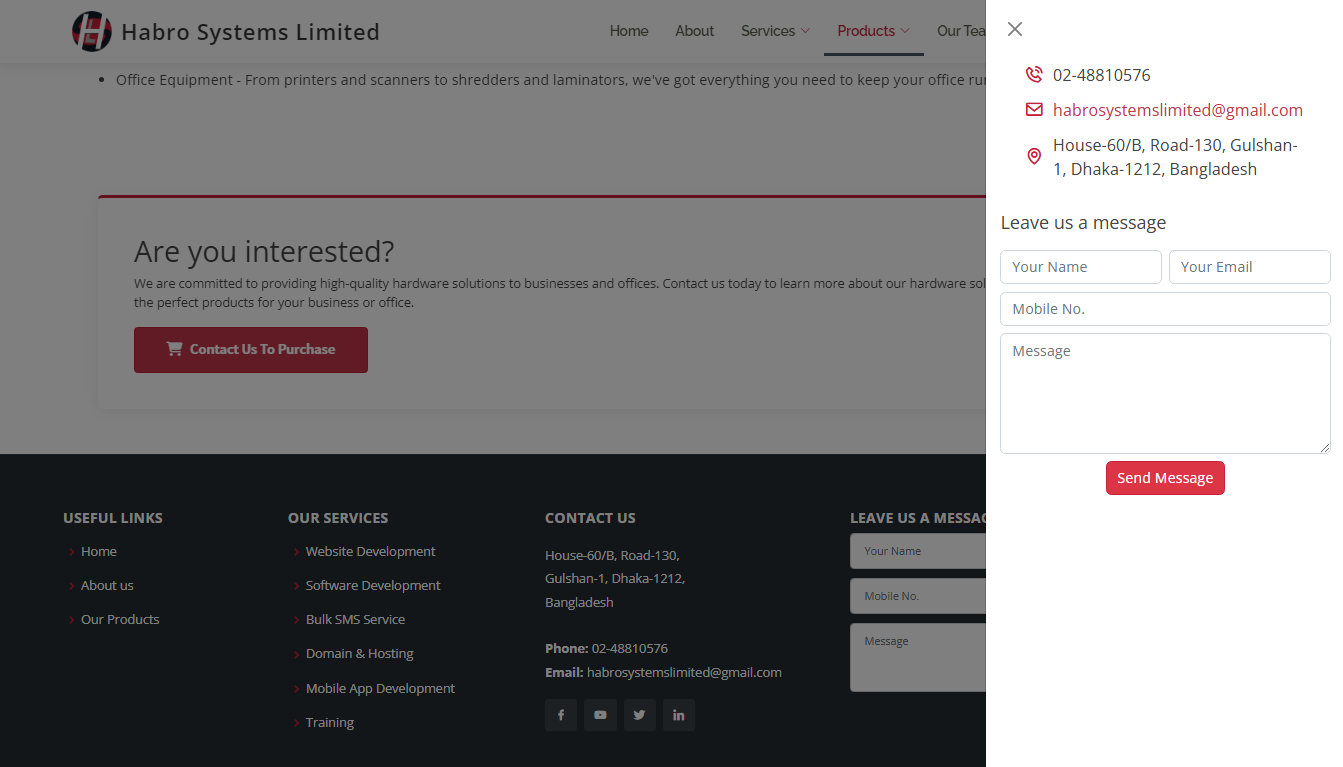 Habro Systems Limited
Home About Services Products Our Tea
Office Equipment - From printers and scanners to shredders and laminators, we've got everything you need to keep your office ru
Are you interested?
We are committed to providing high-quality hardware solutions to businesses and offices. Contact us today to learn more about our hardware sol
the perfect products for your business or office.
Contact Us To Purchase
02-48810576
habrosystemslimited@gmail.com
House-60/B, Road-130, Gulshan-
1, Dhaka-1212, Bangladesh
Leave us a message
Your Name Your Email
Mobile No.
Message
Send Message
USEFUL LINKS
Home
About us
Our Products
OUR SERVICES
Website Development
Software Development
Bulk SMS Service
Domain & Hosting
Mobile App Development
Training
CONTACT US
House-60/B, Road-130,
Gulshan-1, Dhaka-1212,
Bangladesh
Phone: 02-48810576
Email: habrosystemslimited@gmail.com
LEAVE US A MESSAG
Your Name
Mobile No.
Message